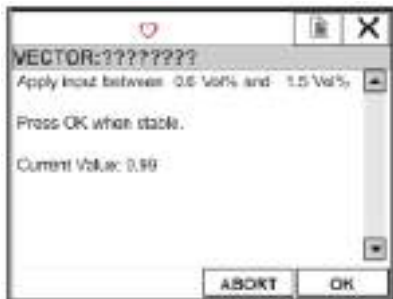 VECTOR:????????
Apply input between 0.6 Vol% and 1.5 Vol%
Press OK when stable.
Current Value: 0.99
ABORT OK